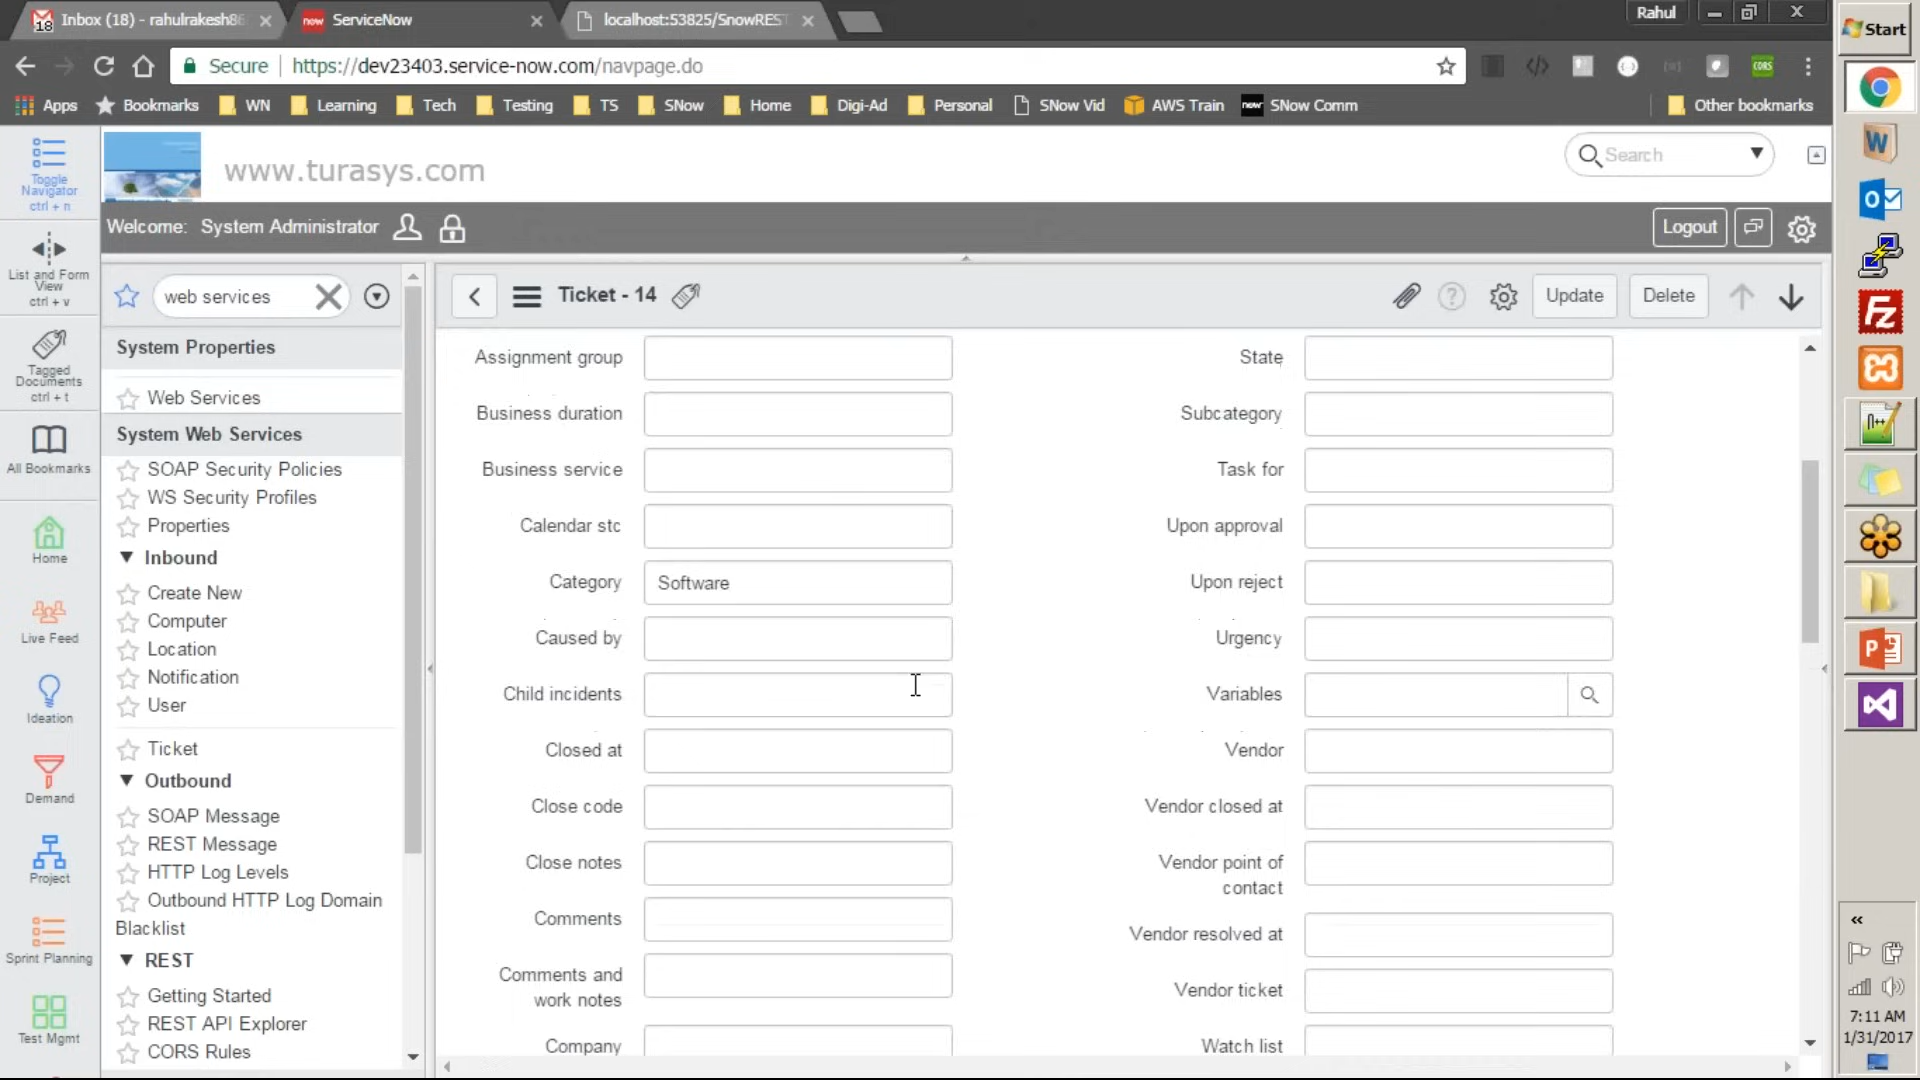 Inbox (18) - rahulrakesh86
ServiceNow
localhost:53825/SnowREST
Rahul
Start
Secure
https://dev23403.service-now.com/navpage.do
Apps
Bookmarks
WN
Learning
Tech
Testing
TS
SNow
Home
Digi-Ad
Personal
SNow Vid
AWS Train
SNow Comm
Other bookmarks
www.turasys.com
Search
Welcome: System Administrator
Logout
Toggle
Navigator
ctrl + n
List and Form
View
ctrl + v
Tagged
Documents
ctrl + t
All Bookmarks
Home
Live Feed
Ideation
Demand
Project
Sprint Planning
Test Mgmt
web services
System Properties
Web Services
System Web Services
SOAP Security Policies
WS Security Profiles
Properties
Inbound
Create New
Computer
Location
Notification
User
Ticket
Outbound
SOAP Message
REST Message
HTTP Log Levels
Outbound HTTP Log Domain
Blacklist
REST
Getting Started
REST API Explorer
CORS Rules
Ticket - 14
Update
Delete
Assignment group
Business duration
Business service
Calendar stc
Category
Software
Caused by
Child incidents
Closed at
Close code
Close notes
Comments
Comments and
work notes
Company
State
Subcategory
Task for
Upon approval
Upon reject
Urgency
Variables
Vendor
Vendor closed at
Vendor point of
contact
Vendor resolved at
Vendor ticket
Watch list
7:11 AM
1/31/2017